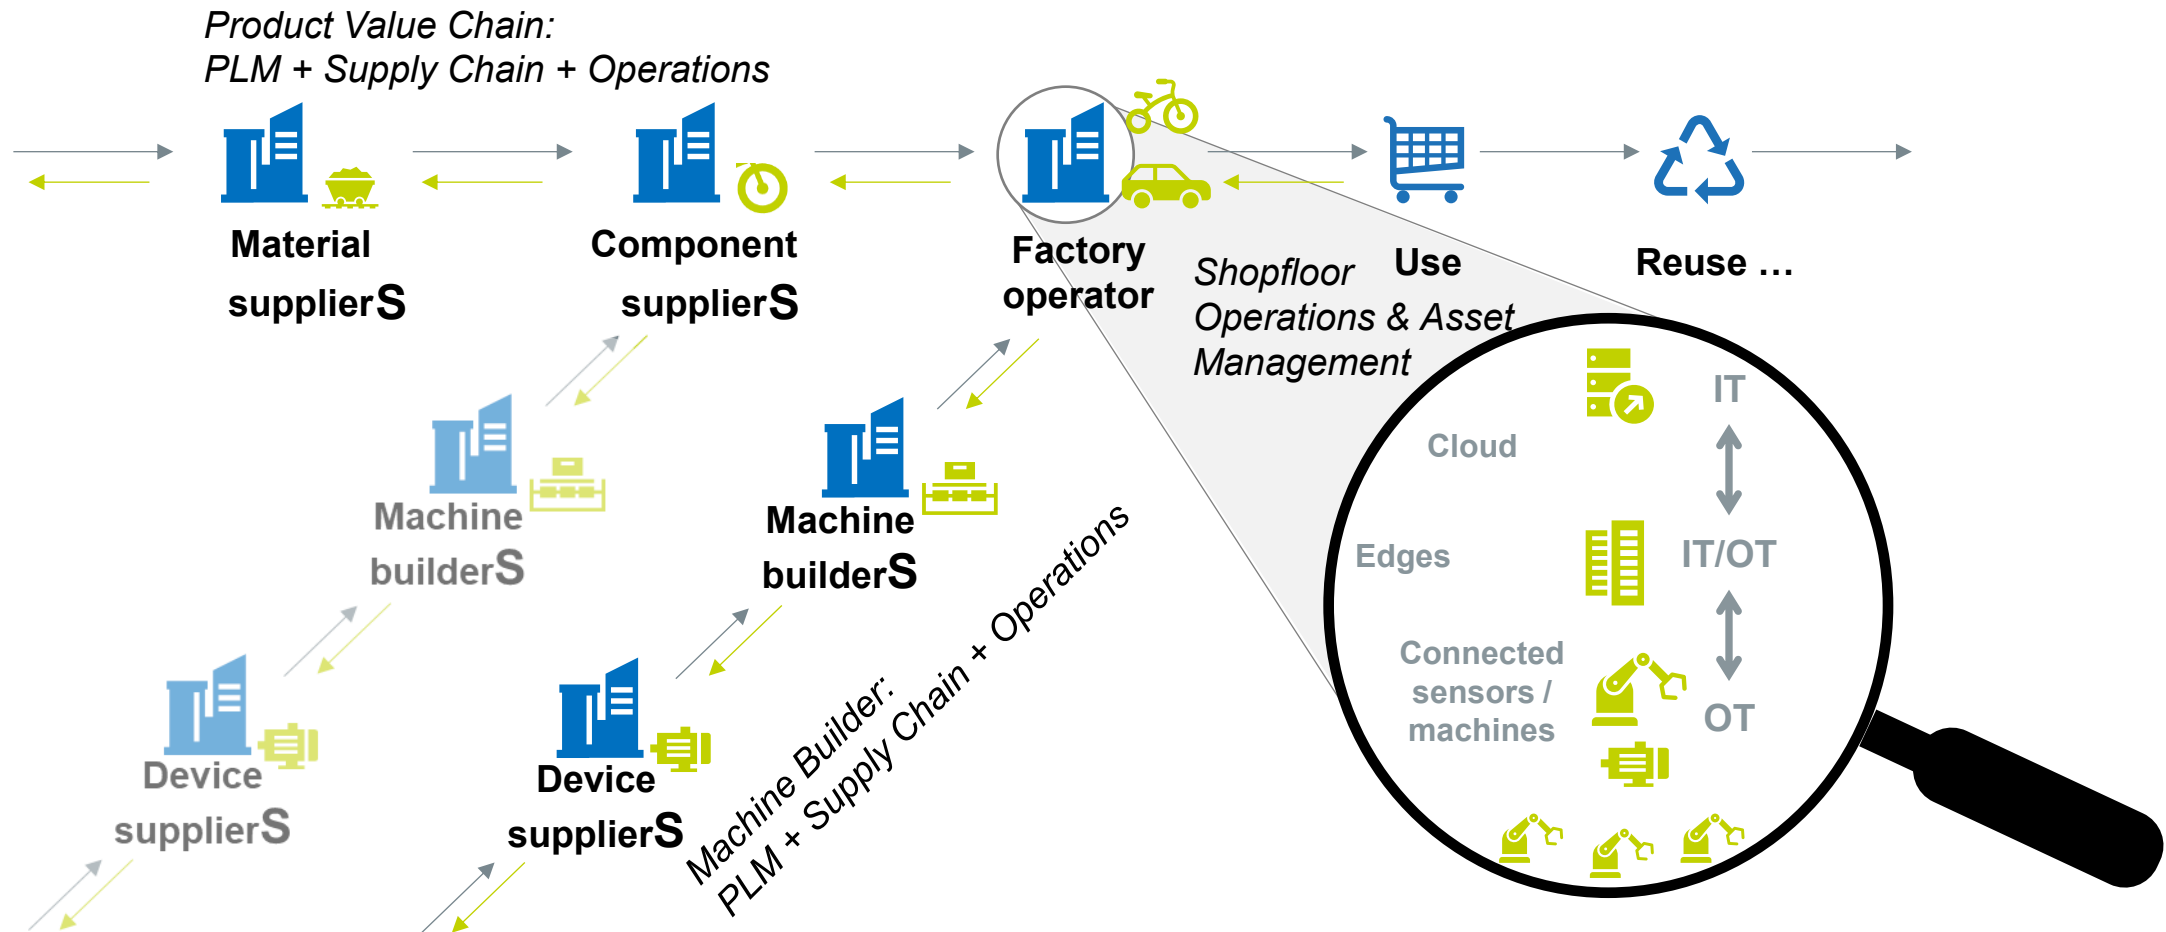 Product Value Chain:
PLM + Supply Chain + Operations
Material
supplierS
Component
supplierS
Factory
operator
Use
Reuse …
Shopfloor
Operations & Asset
Management
Machine
builderS
Machine
builderS
Device
supplierS
Device
supplierS
Machine Builder:
PLM + Supply Chain + Operations
IT
Cloud
Edges
IT/OT
Connected
sensors /
machines
OT